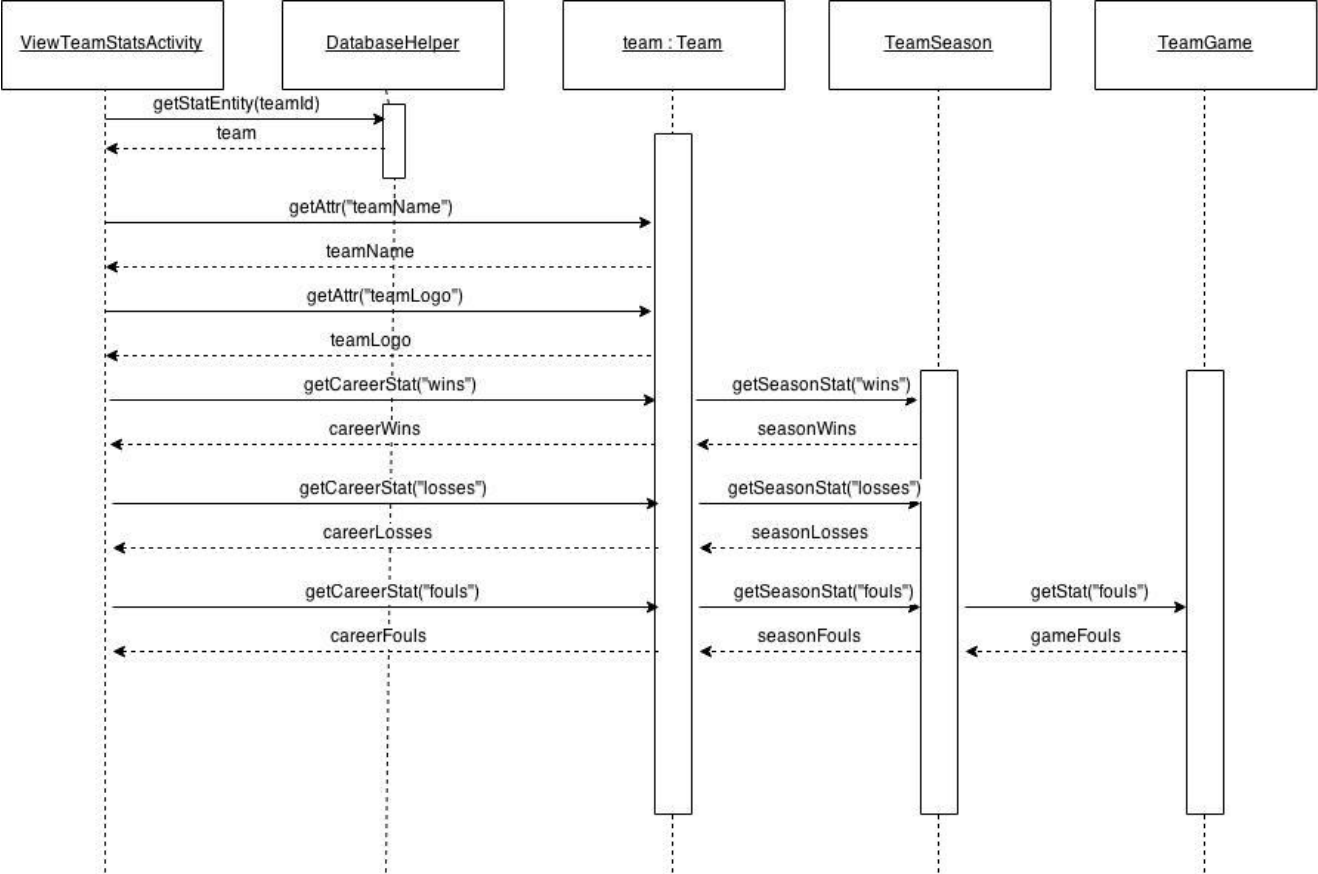 ViewTeamStatsActivity
DatabaseHelper
team : Team
TeamSeason
TeamGame
getStatEntity(teamId)
team
getAttr("teamName")
teamName
getAttr("teamLogo")
teamLogo
getCareerStat("wins")
getSeasonStat("wins")
careerWins
seasonWins
getCareerStat("losses")
getSeasonStat("losses")
careerLosses
seasonLosses
getCareerStat("fouls")
getSeasonStat("fouls")
getStat("fouls")
careerFouls
seasonFouls
gameFouls